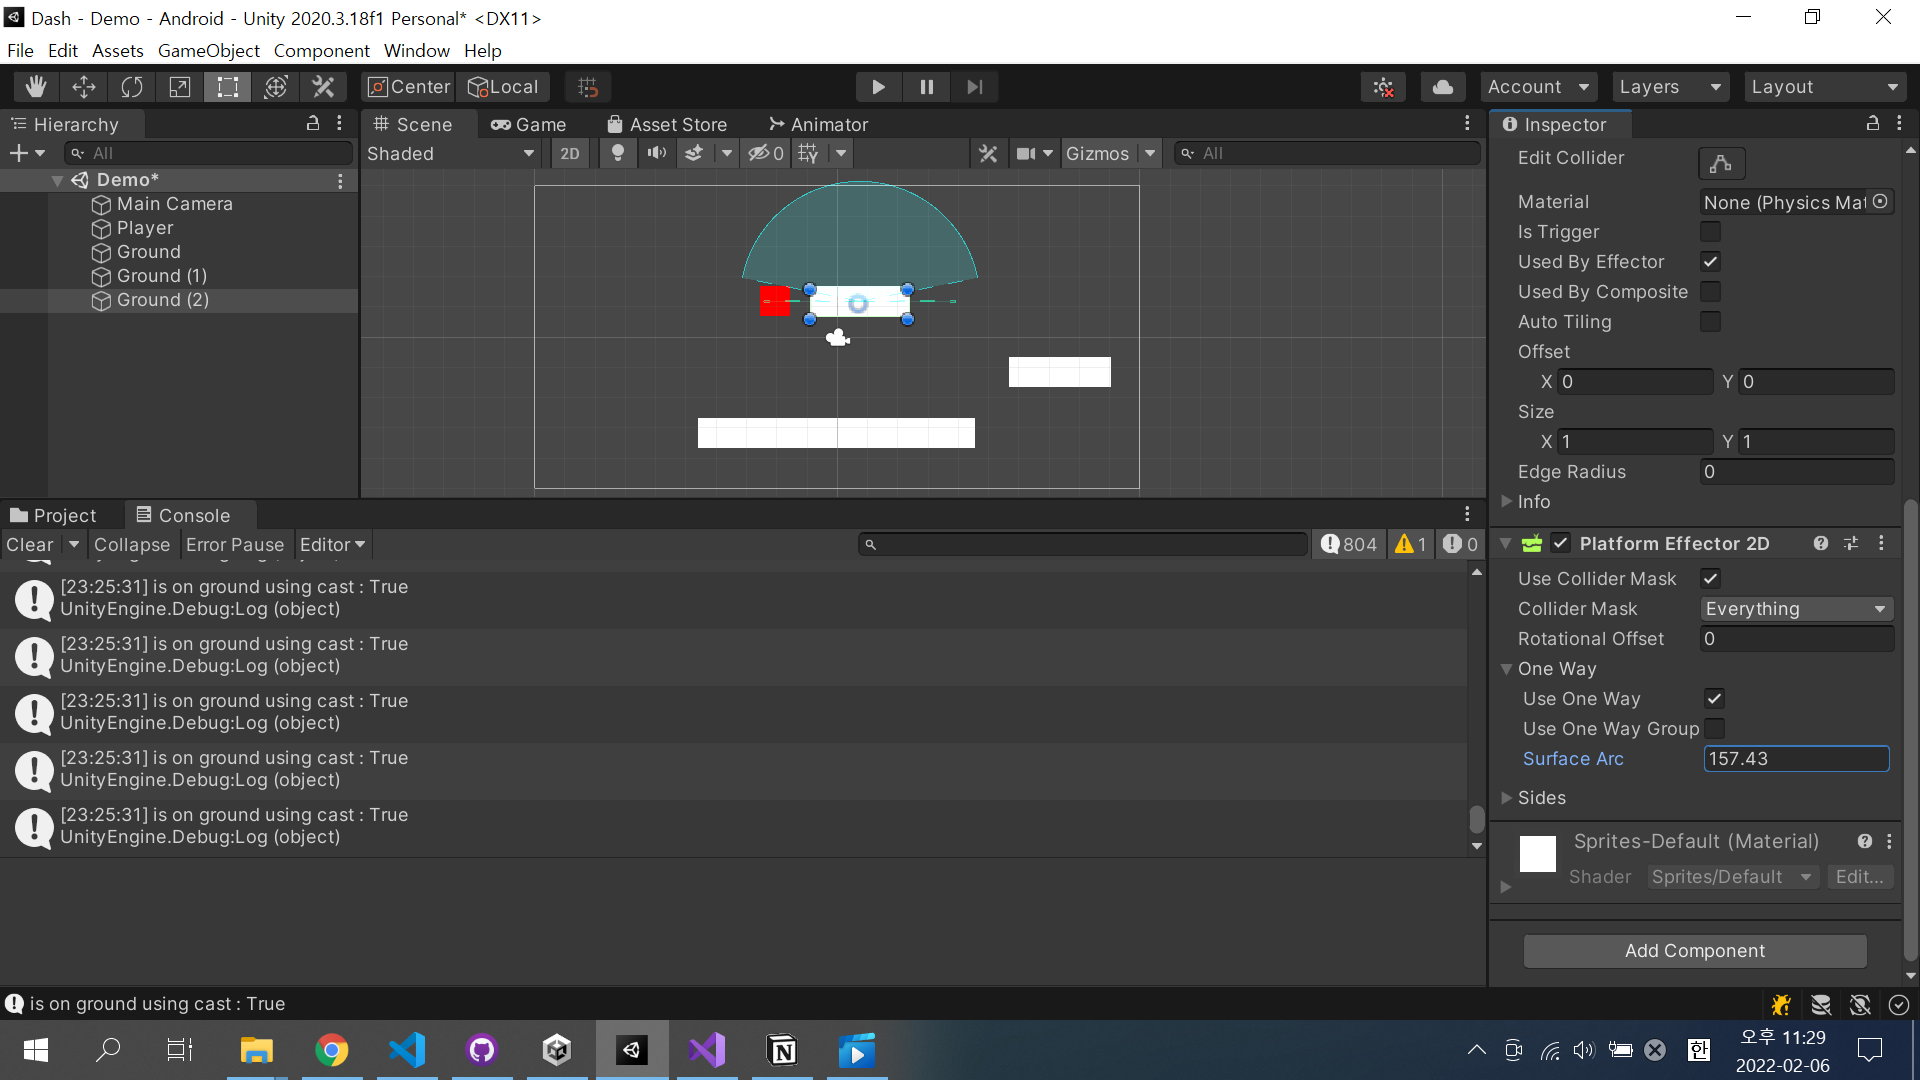 Dash - Demo - Android - Unity 2020.3.18f1 Personal* <DX11>
File Edit Assets GameObject Component Window Help
Center Local Account Layers Layout
Hierarchy
All
Demo*
Main Camera
Player
Ground
Ground (1)
Ground (2)
Scene Game Asset Store Animator
Shaded 2D 0 Gizmos All
Project Console
Clear Collapse Error Pause Editor 804 1 0
[23:25:31] is on ground using cast : True
UnityEngine.Debug:Log (object)
[23:25:31] is on ground using cast : True
UnityEngine.Debug:Log (object)
[23:25:31] is on ground using cast : True
UnityEngine.Debug:Log (object)
[23:25:31] is on ground using cast : True
UnityEngine.Debug:Log (object)
[23:25:31] is on ground using cast : True
UnityEngine.Debug:Log (object)
Inspector
Edit Collider
Material None (Physics Mat
Is Trigger
Used By Effector
Used By Composite
Auto Tiling
Offset
X 0 Y 0
Size
X 1 Y 1
Edge Radius 0
Info
Platform Effector 2D
Use Collider Mask
Collider Mask Everything
Rotational Offset 0
One Way
Use One Way
Use One Way Group
Surface Arc 157.43
Sides
Sprites-Default (Material)
Shader Sprites/Default Edit...
Add Component
is on ground using cast : True
한
오후 11:29
2022-02-06